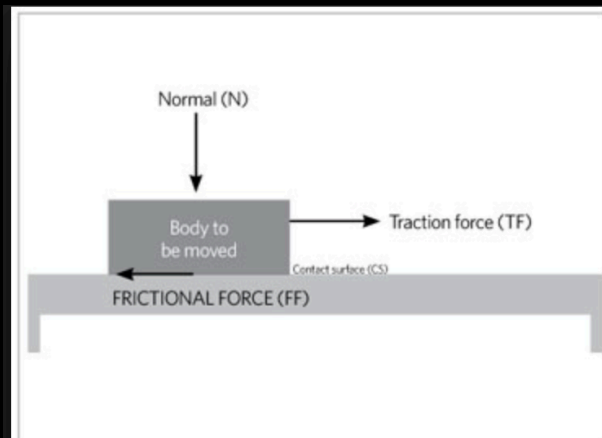 Normal (N)
Body to
be moved
Traction force (TF)
Contact surface (CS)
FRICTIONAL FORCE (FF)